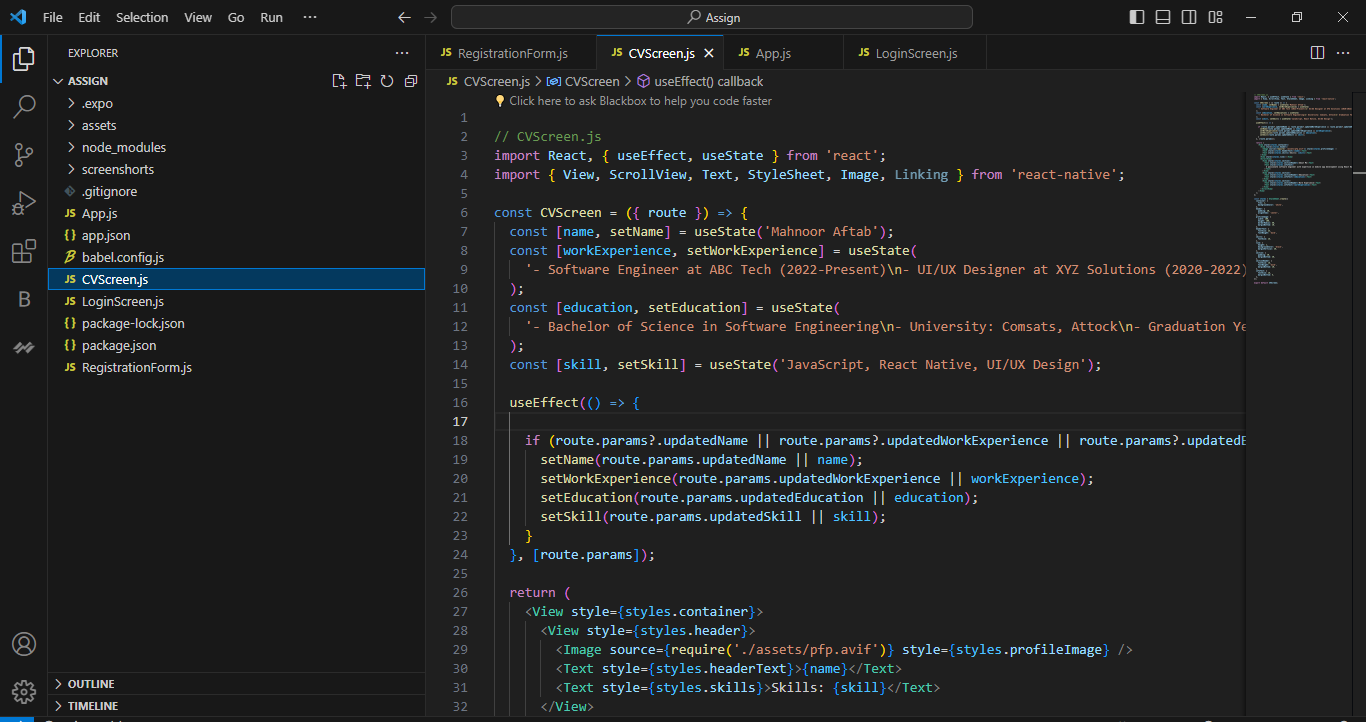 File Edit Selection View Go Run ··· Assign
EXPLORER ···
ASSIGN
.expo
assets
node_modules
screenshorts
.gitignore
JS App.js
{} app.json
babel.config.js
JS CVScreen.js
JS LoginScreen.js
{} package-lock.json
{} package.json
JS RegistrationForm.js
OUTLINE
TIMELINE
JS RegistrationForm.js JS CVScreen.js JS App.js JS LoginScreen.js
JS CVScreen.js > CVScreen > useEffect() callback
Click here to ask Blackbox to help you code faster
1
2 // CVScreen.js
3 import React, { useEffect, useState } from 'react';
4 import { View, ScrollView, Text, StyleSheet, Image, Linking } from 'react-native';
5
6 const CVScreen = ({ route }) => {
7 const [name, setName] = useState('Mahnoor Aftab');
8 const [workExperience, setWorkExperience] = useState(
9 '- Software Engineer at ABC Tech (2022-Present)\n- UI/UX Designer at XYZ Solutions (2020-2022)
10 );
11 const [education, setEducation] = useState(
12 '- Bachelor of Science in Software Engineering\n- University: Comsats, Attock\n- Graduation Ye
13 );
14 const [skill, setSkill] = useState('JavaScript, React Native, UI/UX Design');
15
16 useEffect(() => {
17
18 if (route.params?.updatedName || route.params?.updatedWorkExperience || route.params?.updatedE
19 setName(route.params.updatedName || name);
20 setWorkExperience(route.params.updatedWorkExperience || workExperience);
21 setEducation(route.params.updatedEducation || education);
22 setSkill(route.params.updatedSkill || skill);
23 }
24 }, [route.params]);
25
26 return (
27 <View style={styles.container}>
28 <View style={styles.header}>
29 <Image source={require('./assets/pfp.avif')} style={styles.profileImage} />
30 <Text style={styles.headerText}>{name}</Text>
31 <Text style={styles.skills}>Skills: {skill}</Text>
32 </View>